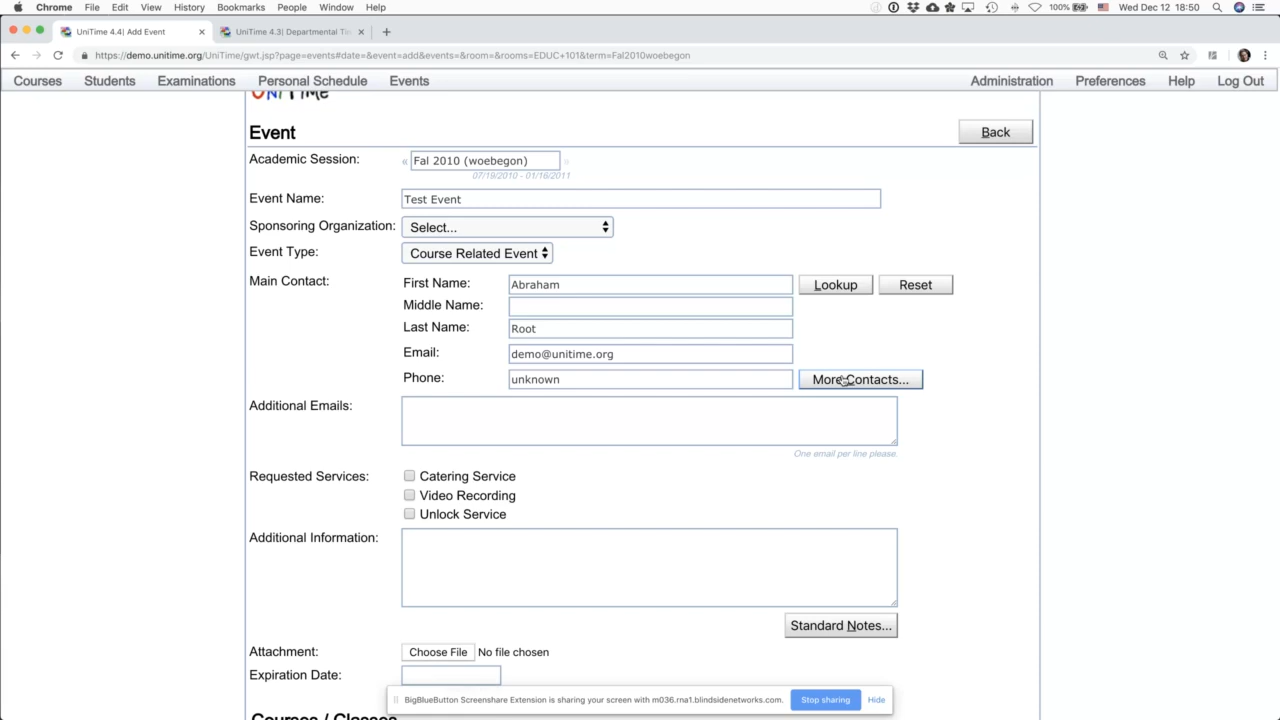 Chrome File Edit View History Bookmarks People Window Help 100% Wed Dec 12 18:50
UniTime 4.4| Add Event UniTime 4.3| Departmental Ti
https://demo.unitime.org/UniTime/gwt.jsp?page=events#date=&event=add&events=&room=&rooms=EDUC+101&term=Fal2010woebegon
Courses Students Examinations Personal Schedule Events Administration Preferences Help Log Out
UniTime
Event Back
Academic Session: « Fal 2010 (woebegon) »
07/19/2010 - 01/16/2011
Event Name: Test Event
Sponsoring Organization: Select...
Event Type: Course Related Event
Main Contact: First Name: Abraham Lookup Reset
Middle Name:
Last Name: Root
Email: demo@unitime.org
Phone: unknown More Contacts...
Additional Emails:
One email per line please.
Requested Services: Catering Service
Video Recording
Unlock Service
Additional Information:
Standard Notes...
Attachment: Choose File No file chosen
Expiration Date:
BigBlueButton Screenshare Extension is sharing your screen with m036.rna1.blindsidenetworks.com. Stop sharing Hide
Courses / Classes